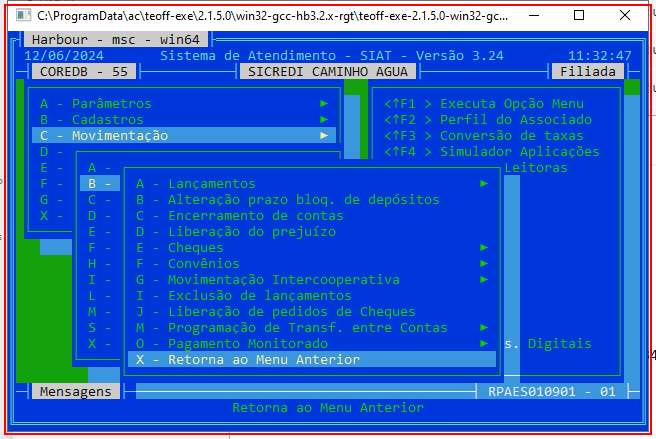 C:\ProgramData\ac\teoff-exe\2.1.5.0\win32-gcc-hb3.2.x-rgt\teoff-exe-2.1.5.0-win32-gc...
Harbour - msc - win64
12/06/2024 Sistema de Atendimento - SIAT - Versão 3.24 11:32:47
COREDB - 55 SICREDI CAMINHO AGUA Filiada
A - Parâmetros ►
B - Cadastros ►
C - Movimentação ►
D -
E -
F -
G -
X -
<↑F1 > Executa Opção Menu
<↑F2 > Perfil do Associado
<↑F3 > Conversão de taxas
<↑F4 > Simulador Aplicações
Leitoras
A -
B -
C -
D -
E -
F -
H -
I -
L -
M -
S -
X -
A - Lançamentos ►
B - Alteração prazo bloq. de depósitos
C - Encerramento de contas
D - Liberação do prejuízo
E - Cheques ►
F - Convênios ►
G - Movimentação Intercooperativa ►
I - Exclusão de lançamentos
J - Liberação de pedidos de Cheques
M - Programação de Transf. entre Contas ►
O - Pagamento Monitorado ►
X - Retorna ao Menu Anterior
s. Digitais
Mensagens RPAES010901 - 01
Retorna ao Menu Anterior